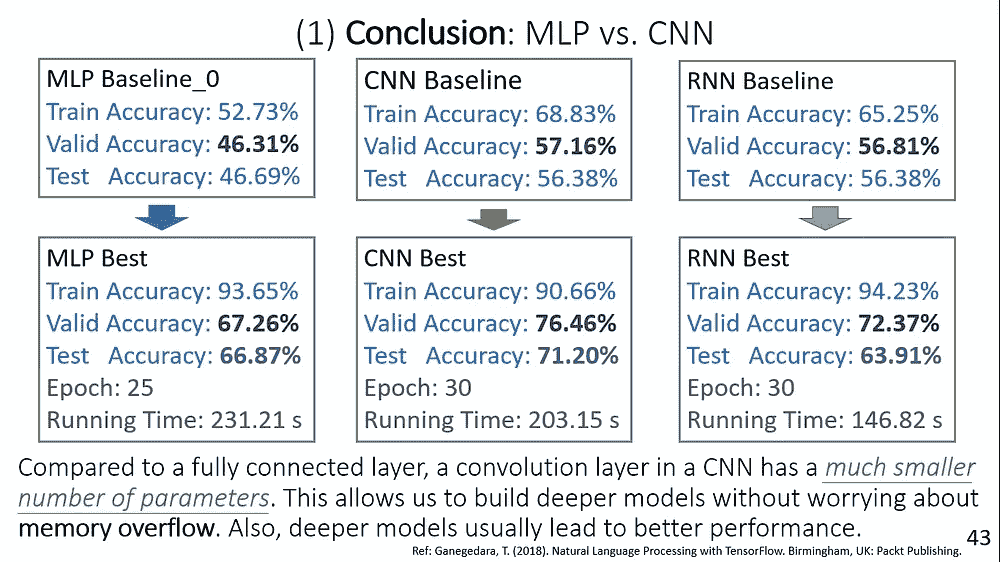 (1) Conclusion: MLP vs. CNN
MLP Baseline_0
Train Accuracy: 52.73%
Valid Accuracy: 46.31%
Test Accuracy: 46.69%
CNN Baseline
Train Accuracy: 68.83%
Valid Accuracy: 57.16%
Test Accuracy: 56.38%
RNN Baseline
Train Accuracy: 65.25%
Valid Accuracy: 56.81%
Test Accuracy: 56.38%
MLP Best
Train Accuracy: 93.65%
Valid Accuracy: 67.26%
Test Accuracy: 66.87%
Epoch: 25
Running Time: 231.21 s
CNN Best
Train Accuracy: 90.66%
Valid Accuracy: 76.46%
Test Accuracy: 71.20%
Epoch: 30
Running Time: 203.15 s
RNN Best
Train Accuracy: 94.23%
Valid Accuracy: 72.37%
Test Accuracy: 63.91%
Epoch: 30
Running Time: 146.82 s
Compared to a fully connected layer, a convolution layer in a CNN has a much smaller
number of parameters. This allows us to build deeper models without worrying about
memory overflow. Also, deeper models usually lead to better performance.
43
Ref: Ganegedara, T. (2018). Natural Language Processing with TensorFlow. Birmingham, UK: Packt Publishing.